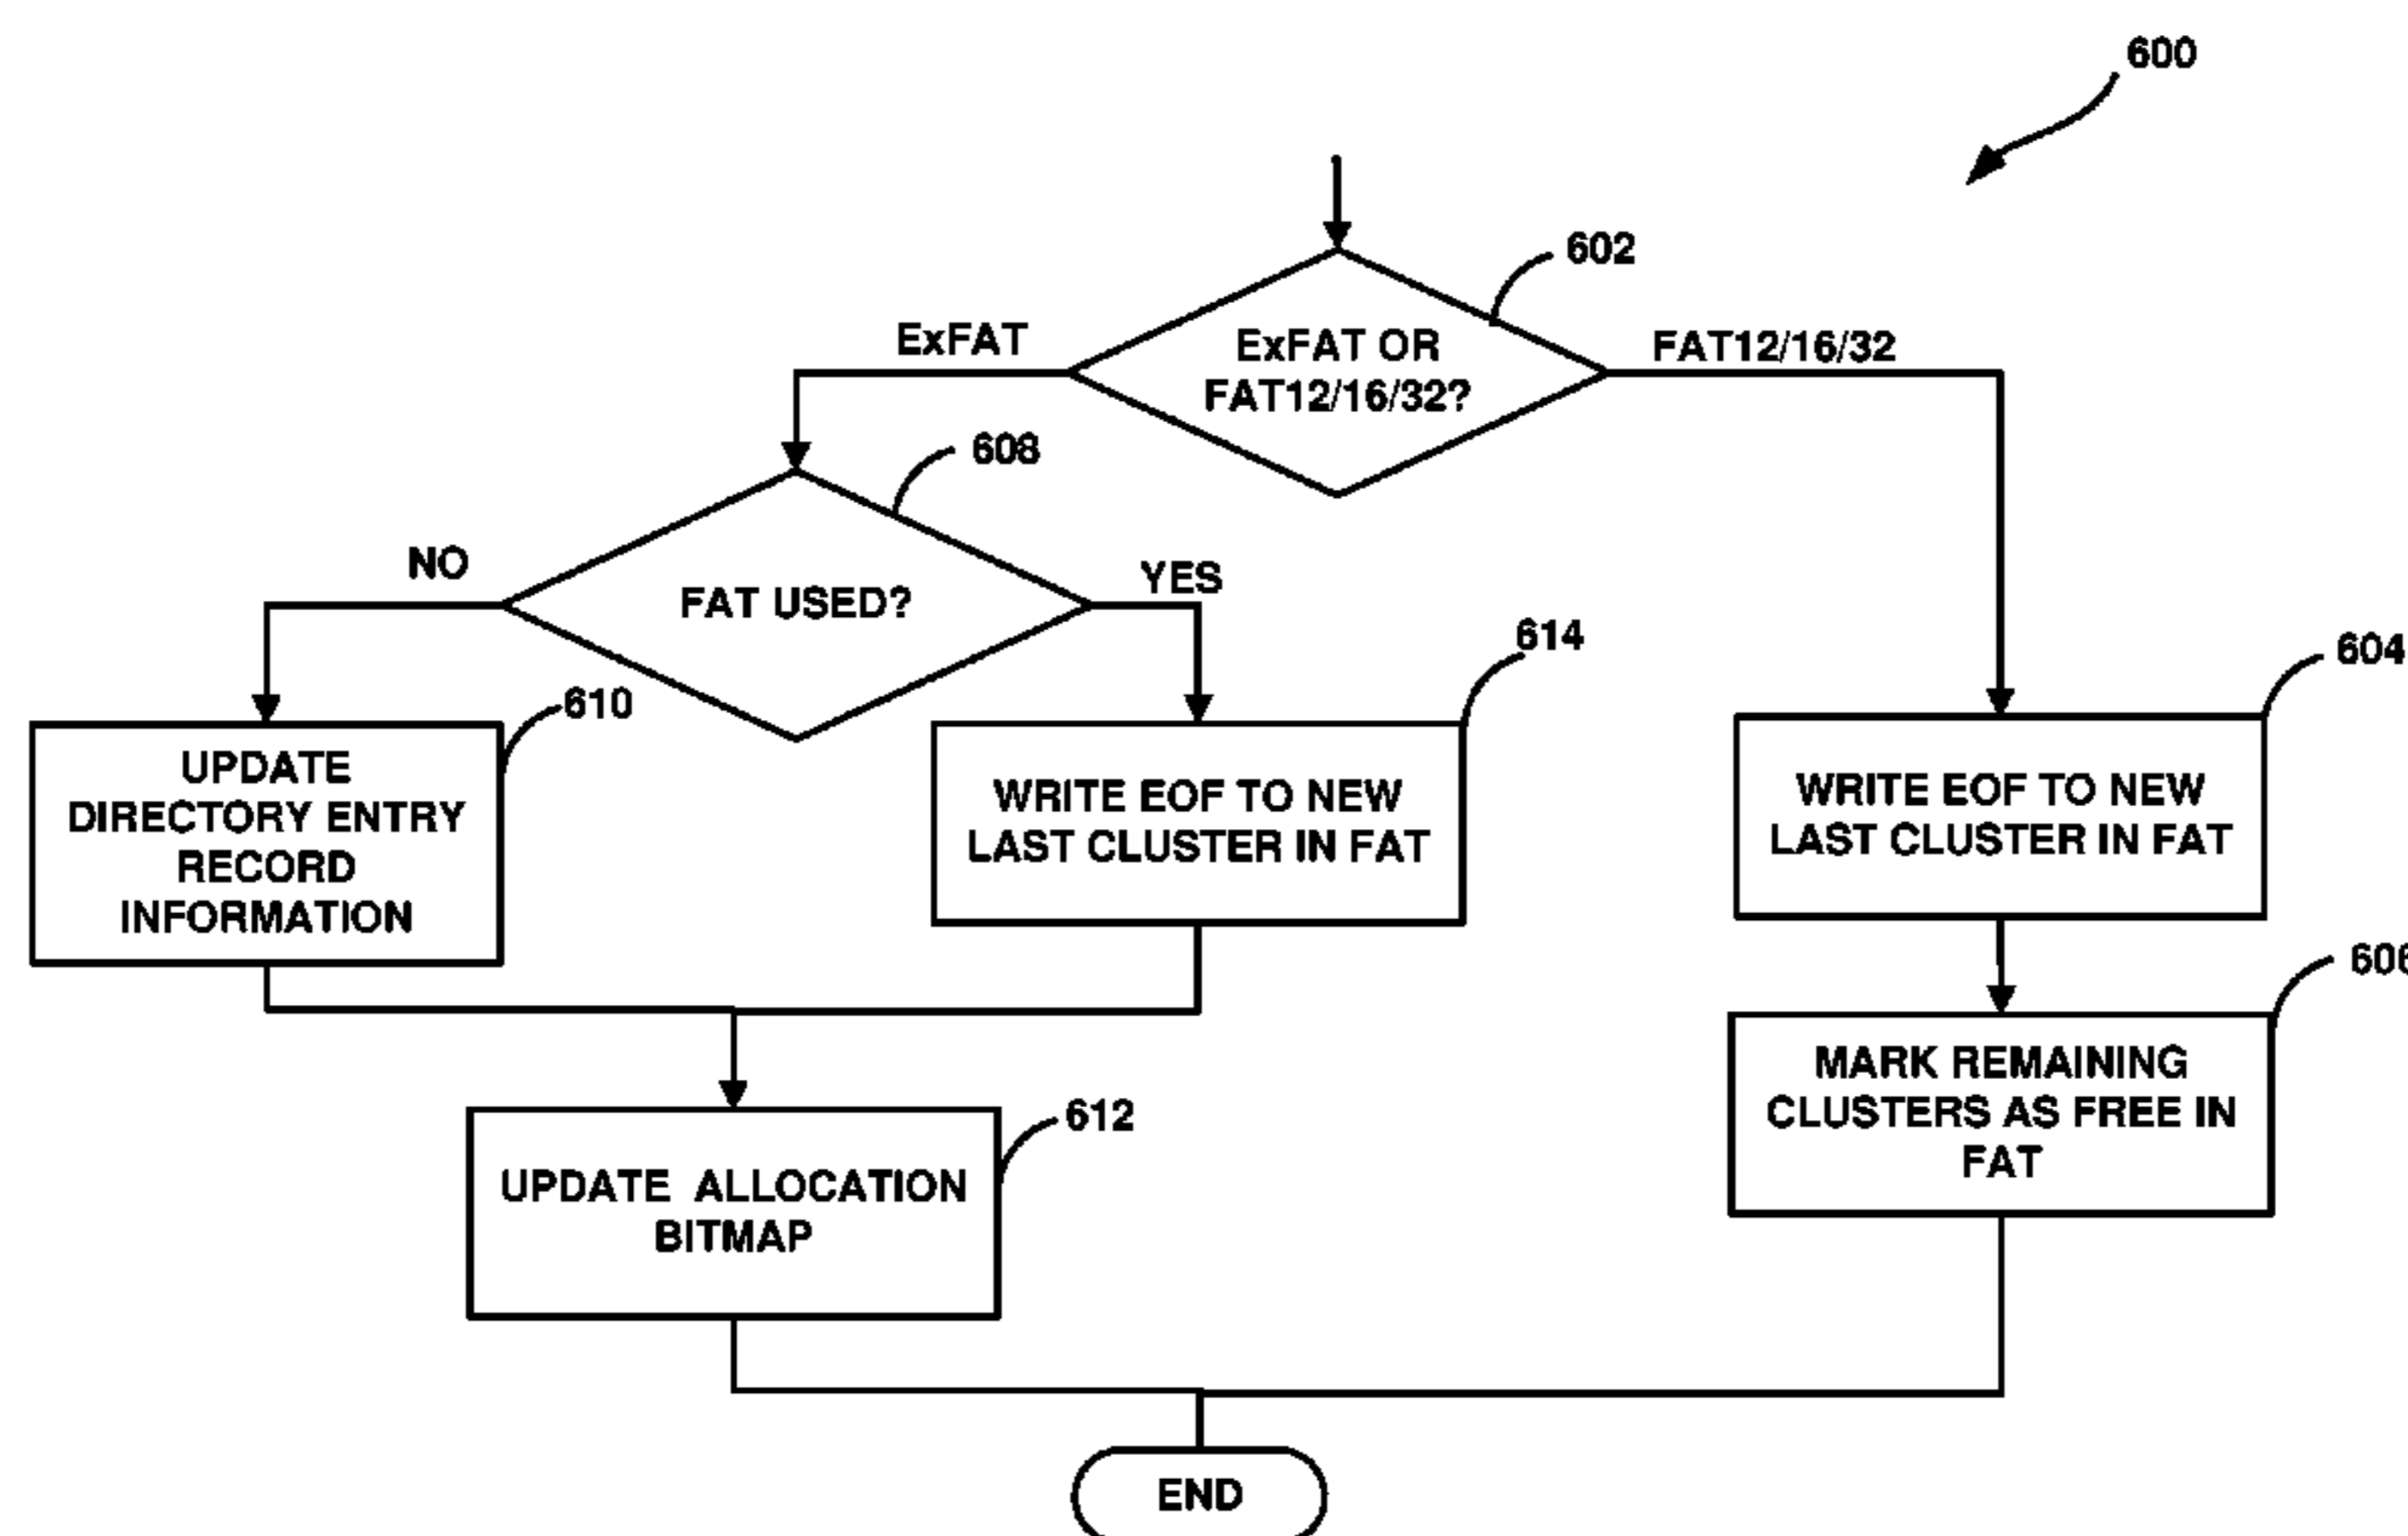 600
602
ExFAT
ExFAT OR
FAT12/16/32?
FAT12/16/32
608
NO
FAT USED?
YES
614
604
610
UPDATE
DIRECTORY ENTRY
RECORD
INFORMATION
WRITE EOF TO NEW
LAST CLUSTER IN FAT
WRITE EOF TO NEW
LAST CLUSTER IN FAT
606
MARK REMAINING
CLUSTERS AS FREE IN
FAT
612
UPDATE ALLOCATION
BITMAP
END